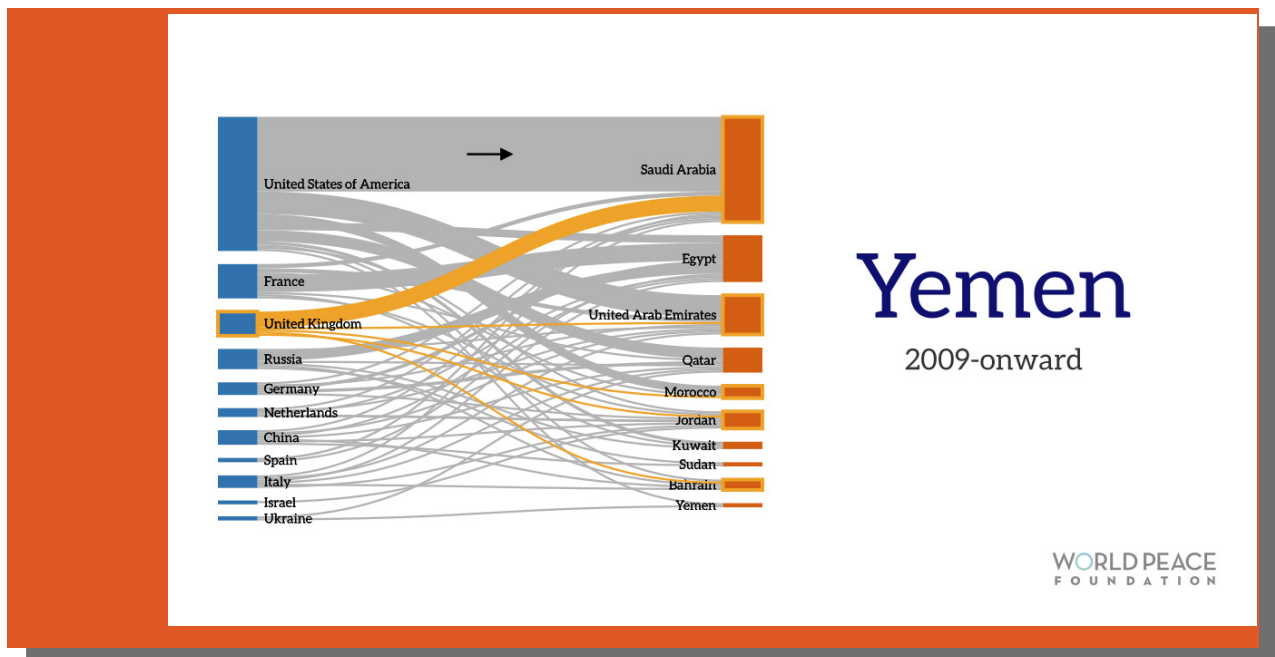 United States of America
France
United Kingdom
Russia
Germany
Netherlands
China
Spain
Italy
Israel
Ukraine
Saudi Arabia
Egypt
United Arab Emirates
Qatar
Morocco
Jordan
Kuwait
Sudan
Bahrain
Yemen
Yemen
2009-onward
WORLD PEACE
FOUNDATION